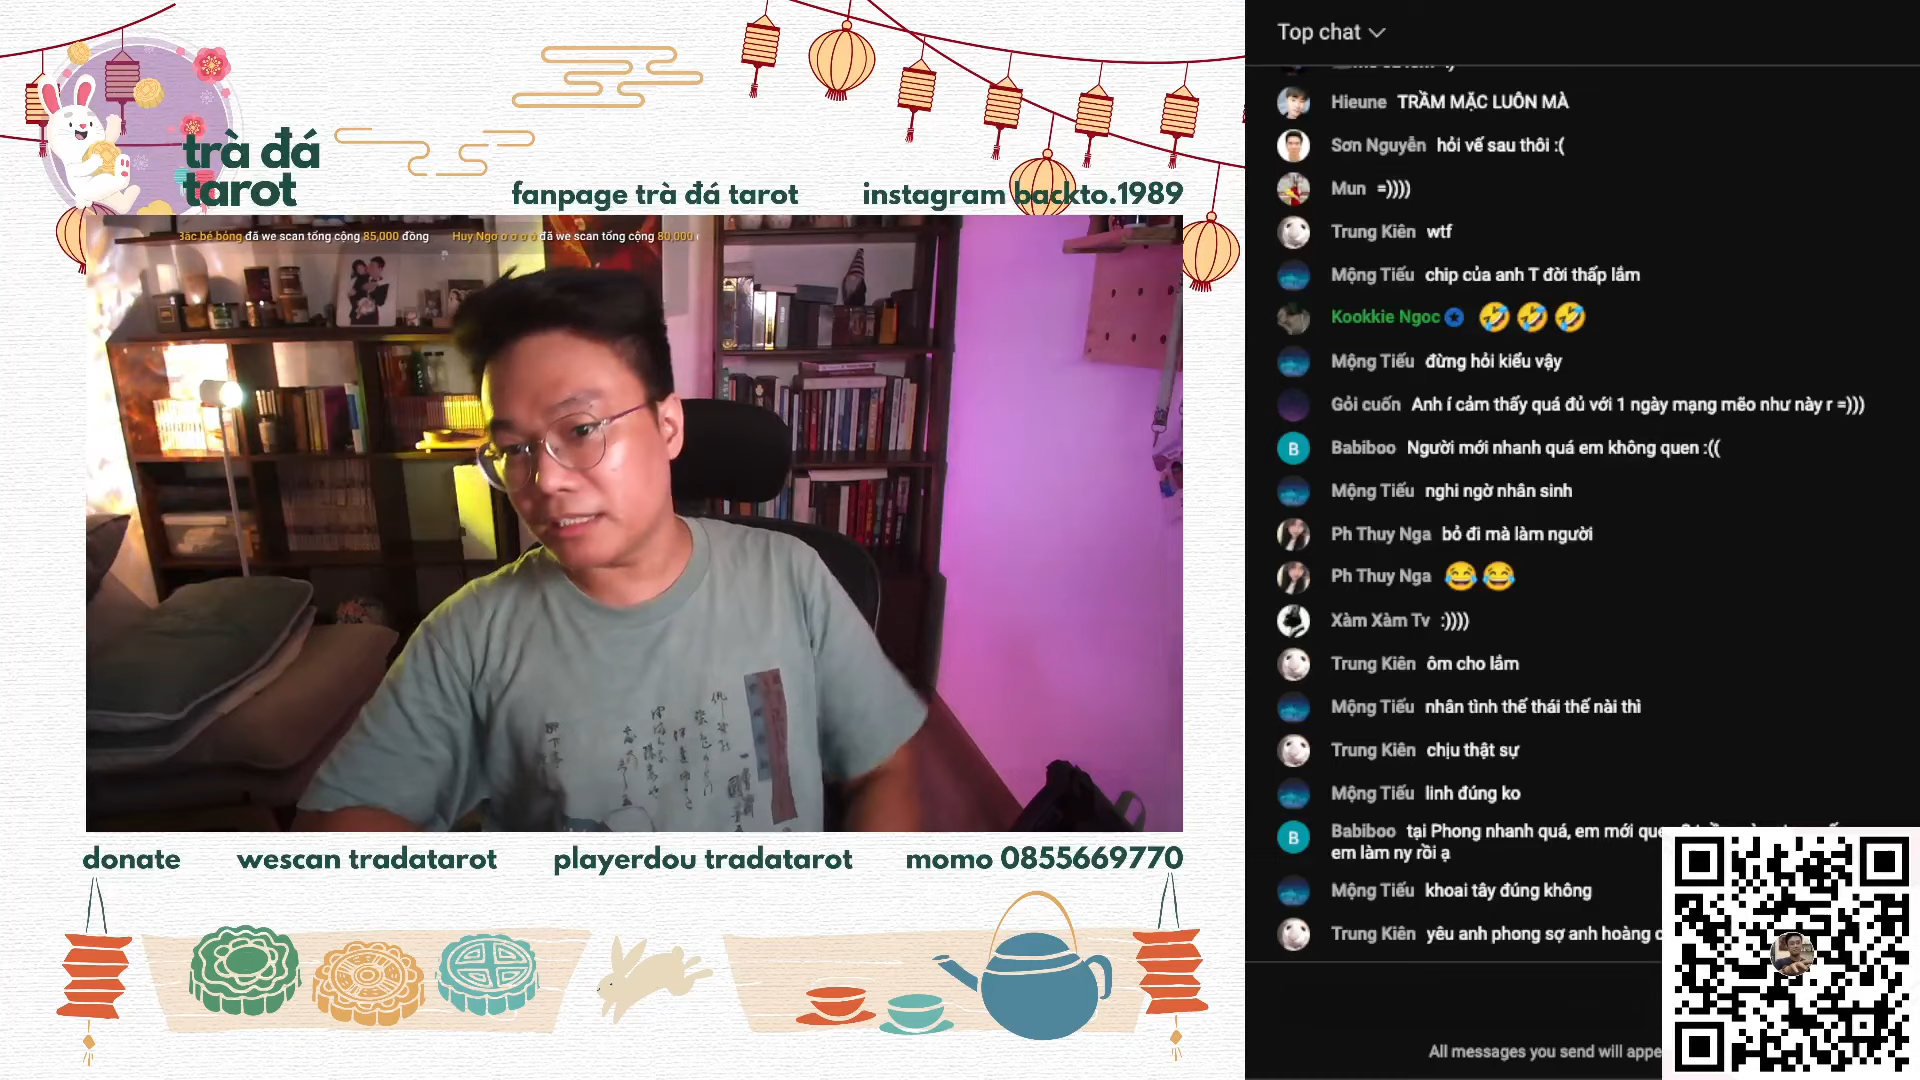 trà đá
tarot
fanpage trà đá tarot
instagram backto.1989
Bắc bé bỏng đã we scan tổng cộng 85,000 đồng
Huy Ngơ đã we scan tổng cộng 80,000
donate
wescan tradatarot
playerdou tradatarot
momo 0855669770
Top chat
Hieune TRẦM MẶC LUÔN MÀ
Sơn Nguyễn hỏi vế sau thôi :(
Mun =))))
Trung Kiên wtf
Mộng Tiếu chip của anh T đời thấp lắm
Kookkie Ngoc 🤣🤣🤣
Mộng Tiếu đừng hỏi kiểu vậy
Gỏi cuốn Anh í cảm thấy quá đủ với 1 ngày mạng mẽo như này r =)))
B
Babiboo Người mới nhanh quá em không quen :((
Mộng Tiếu nghi ngờ nhân sinh
Ph Thuy Nga bỏ đi mà làm người
Ph Thuy Nga 😂😂
Xàm Xàm Tv :))))
Trung Kiên ôm cho lắm
Mộng Tiếu nhân tình thế thái thế nài thì
Trung Kiên chịu thật sự
Mộng Tiếu linh đúng ko
B
Babiboo tại Phong nhanh quá, em mới
em làm ny rồi ạ
Mộng Tiếu khoai tây đúng không
Trung Kiên yêu anh phong sợ anh hoàng
All messages you send will